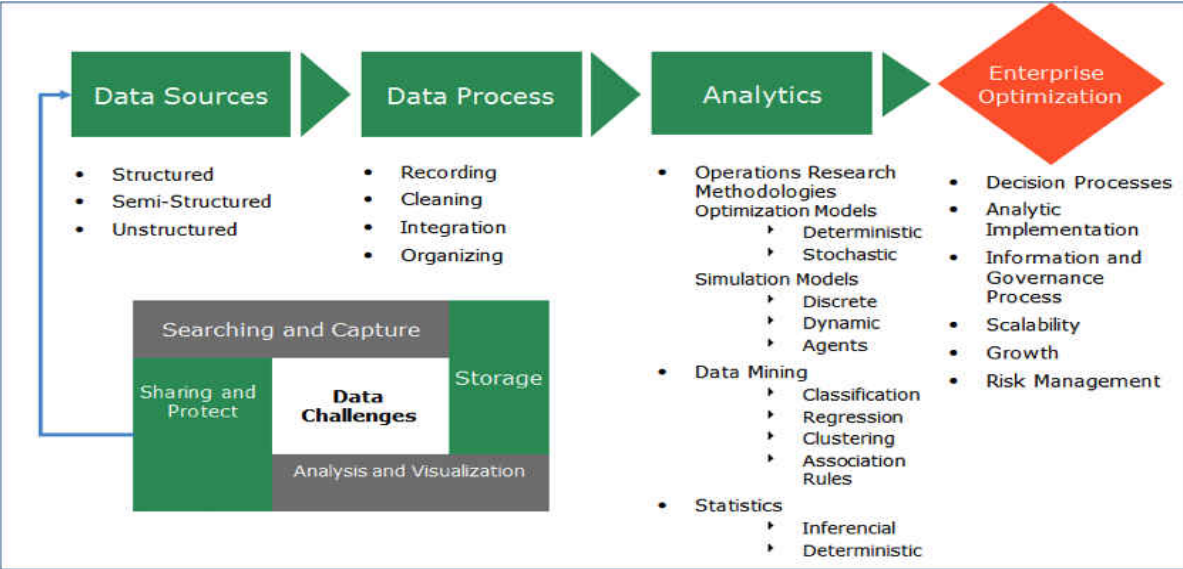 Data Sources
Data Process
Analytics
Enterprise
Optimization
• Structured
• Semi-Structured
• Unstructured
• Recording
• Cleaning
• Integration
• Organizing
• Operations Research
Methodologies
Optimization Models
Deterministic
Stochastic
Simulation Models
Discrete
Dynamic
Agents
• Data Mining
Classification
Regression
Clustering
Association
Rules
• Statistics
Inferencial
Deterministic
• Decision Processes
• Analytic
Implementation
• Information and
Governance
Process
• Scalability
• Growth
• Risk Management
Searching and Capture
Sharing and
Protect
Data
Challenges
Storage
Analysis and Visualization